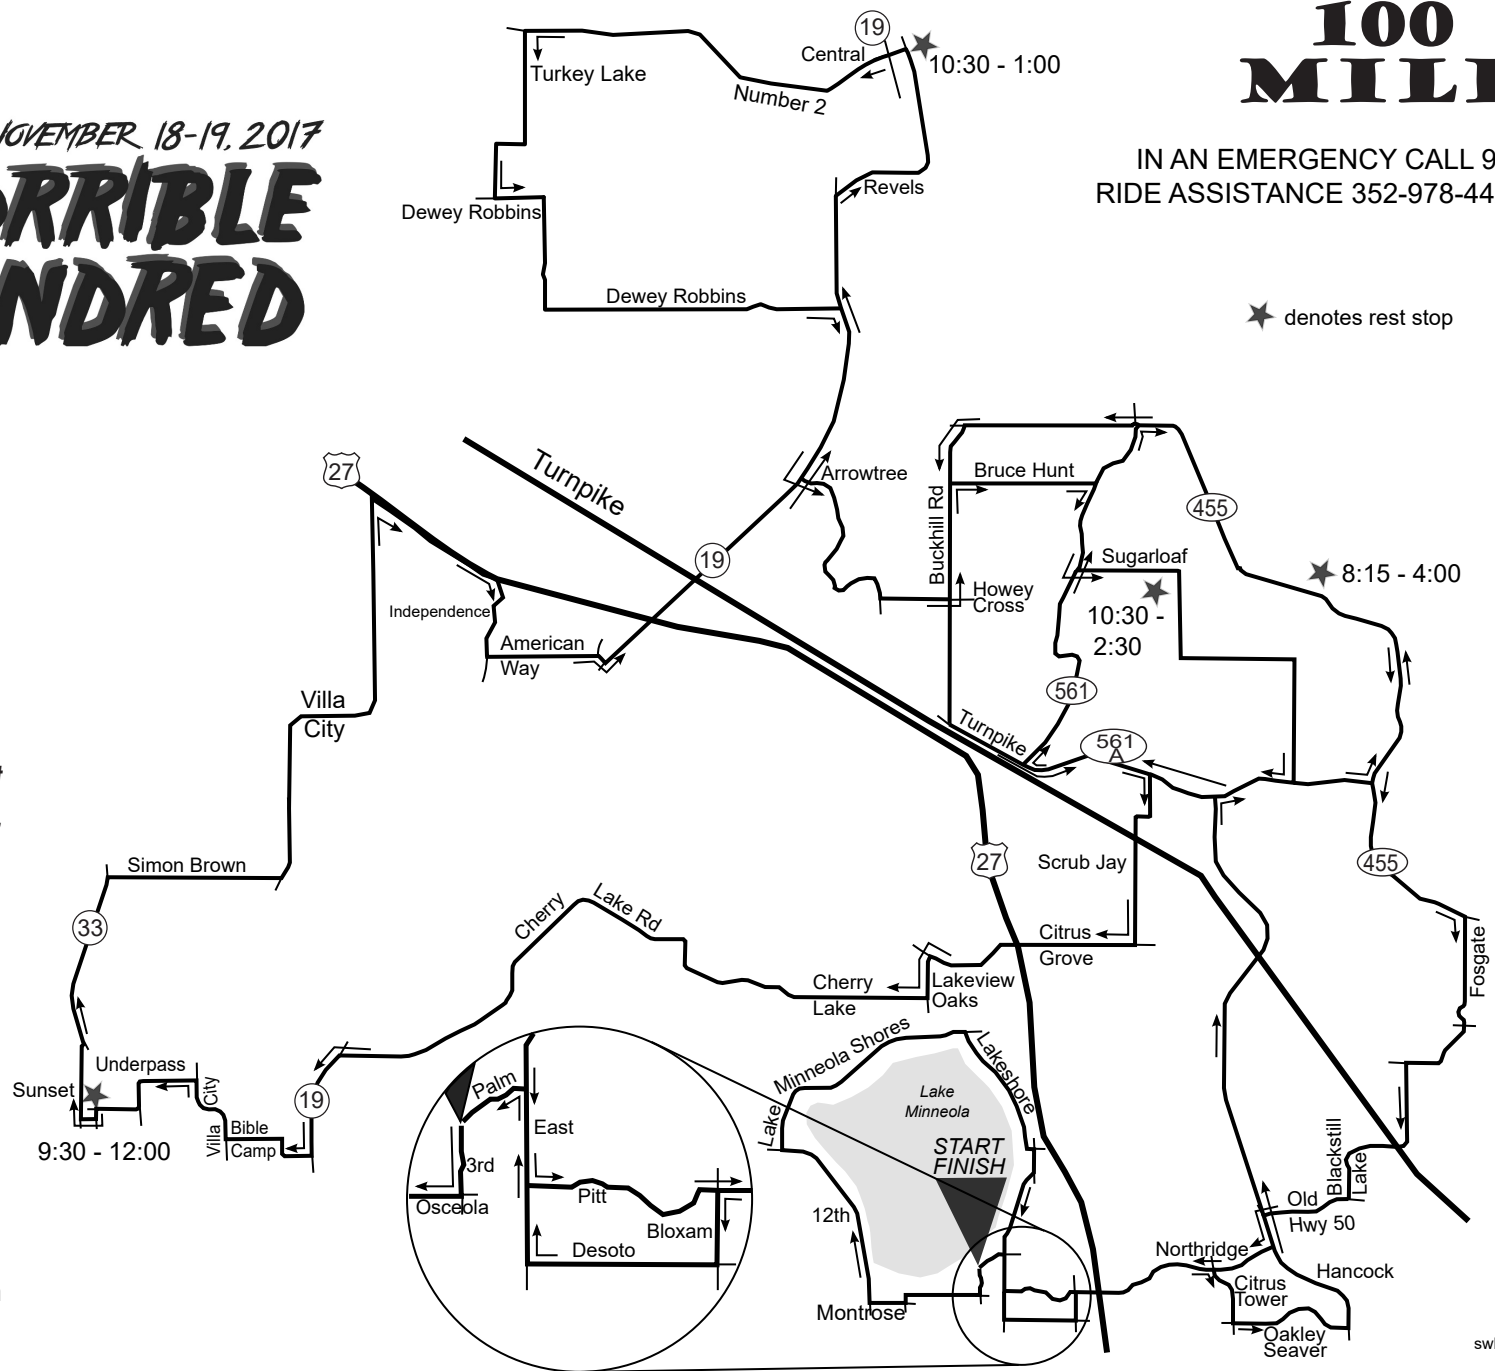 100
MIL
NOVEMBER 18-19, 2017
ORRIBLE
NDRED
IN AN EMERGENCY CALL 9
RIDE ASSISTANCE 352-978-44
denotes rest stop
19
Central
10:30 - 1:00
Turkey Lake
Number 2
Revels
Dewey Robbins
Dewey Robbins
27
Turnpike
Arrowtree
Bruce Hunt
Buckhill Rd
455
19
Sugarloaf
8:15 - 4:00
Independence
Howey
Cross
10:30 -
2:30
American
Way
561
Villa
City
Turnpike
561
A
Simon Brown
27
Scrub Jay
455
33
Cherry
Lake Rd
Citrus
Grove
Fosgate
Cherry
Lake
Lakeview
Oaks
Underpass
Sunset
City
Villa
Bible
Camp
19
9:30 - 12:00
Palm
East
3rd
Osceola
Pitt
Bloxam
Desoto
Minneola Shores
Lakeshore
Lake
Lake
Minneola
START
FINISH
12th
Montrose
Blackstill
Lake
Old
Hwy 50
Northridge
Hancock
Citrus
Tower
Oakley
Seaver